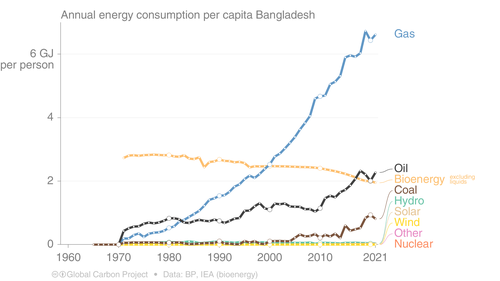 Annual energy consumption per capita Bangladesh
6 GJ
per person
4
2
0
Gas
Oil
Bioenergy excluding liquids
Coal
Hydro
Solar
Wind
Other
Nuclear
1960 1970 1980 1990 2000 2010 2021
Global Carbon Project • Data: BP, IEA (bioenergy)